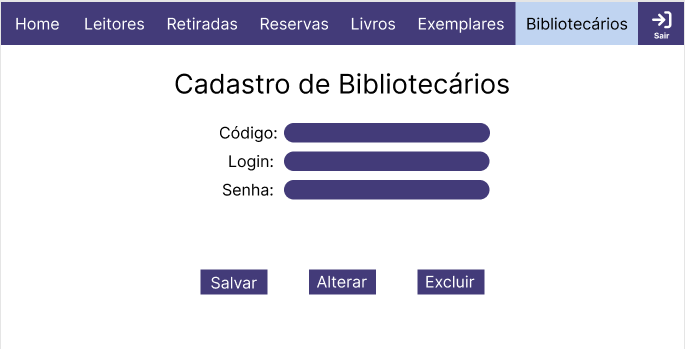 Home Leitores Retiradas Reservas Livros Exemplares Bibliotecários Sair
Cadastro de Bibliotecários
Código:
Login:
Senha:
Salvar Alterar Excluir